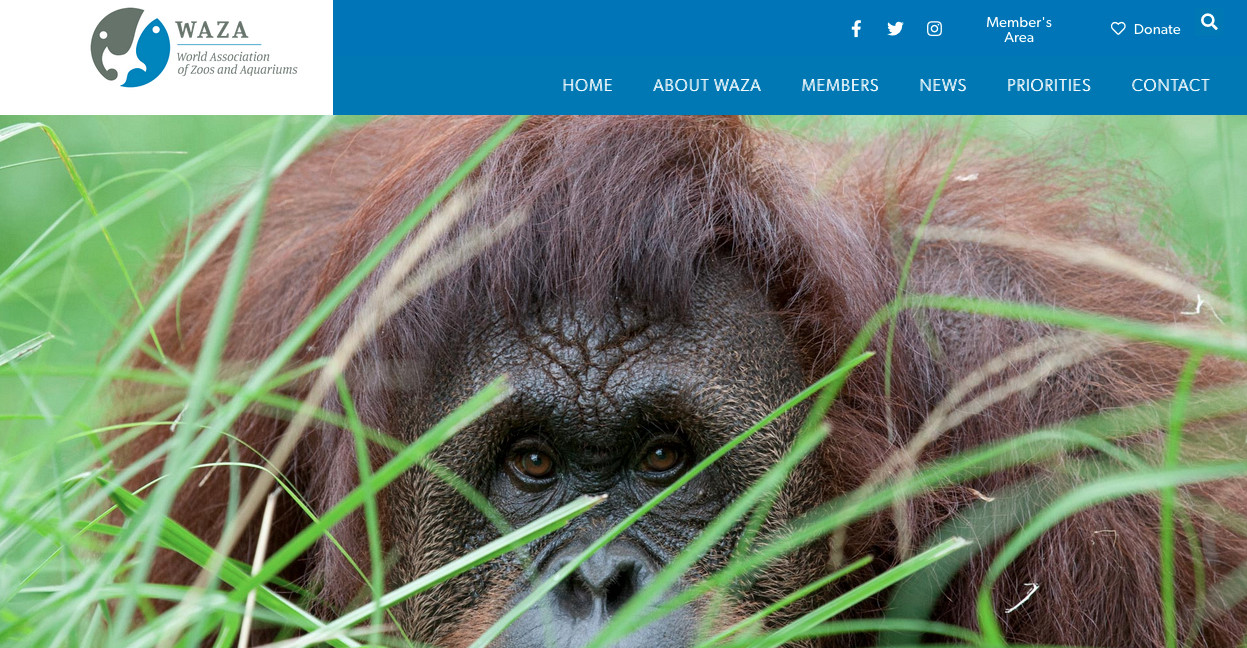 WAZA
World Association
of Zoos and Aquariums
Member's
Area
Donate
HOME
ABOUT WAZA
MEMBERS
NEWS
PRIORITIES
CONTACT